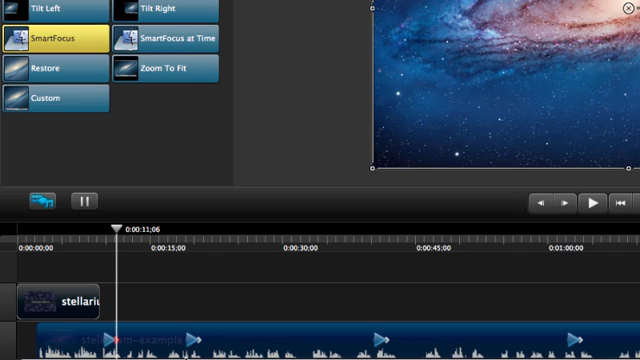 Tilt Left
Tilt Right
SmartFocus
SmartFocus at Time
Restore
Zoom To Fit
Custom
0:00:11;06
0:00:00;00
0:00:15;00
0:00:30;00
0:00:45;00
0:01:00;00
stellariu
stellarium-example